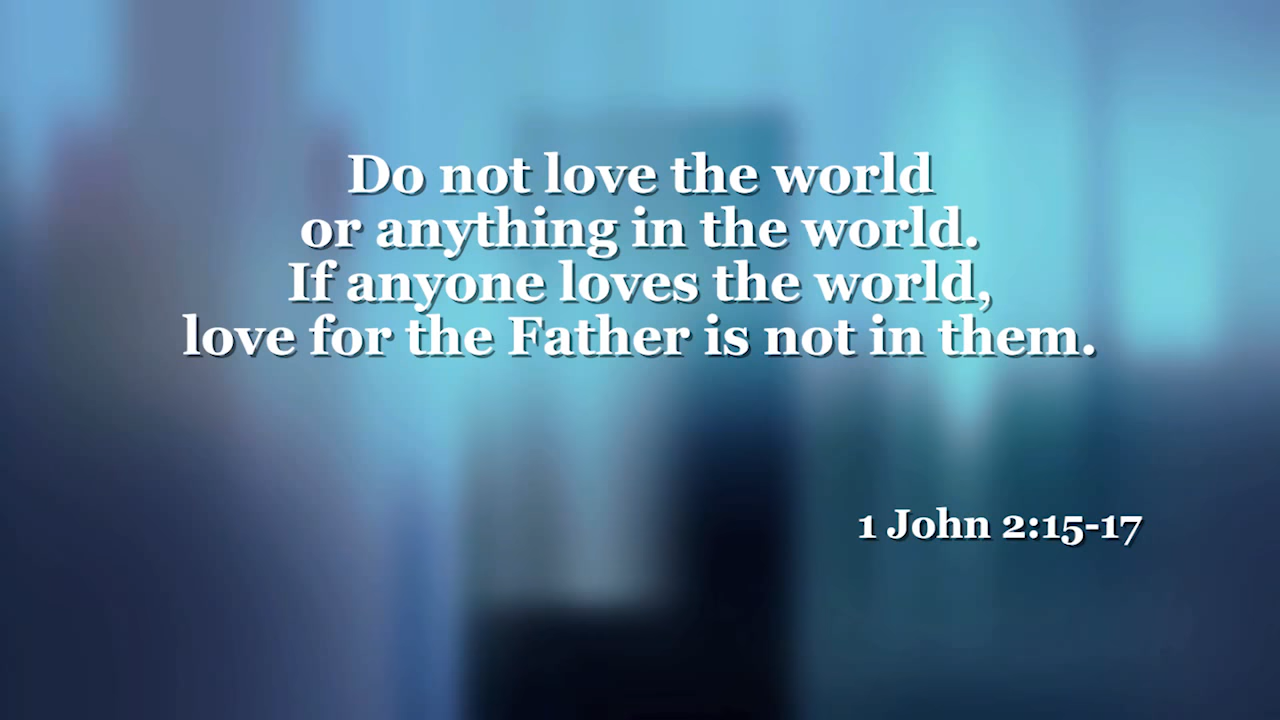 Do not love the world
or anything in the world.
If anyone loves the world,
love for the Father is not in them.
1 John 2:15-17